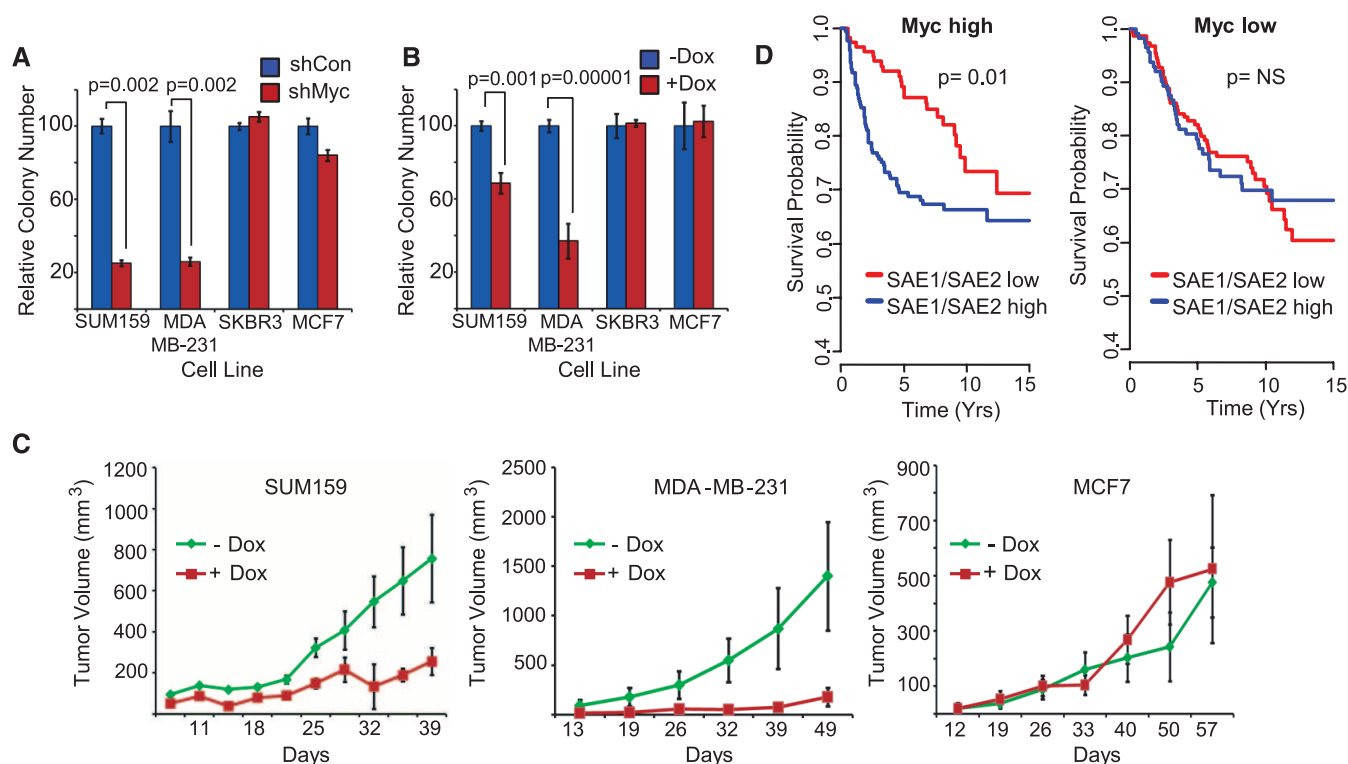 A
shCon
shMyc
p=0.002
p=0.002
Relative Colony Number
100
60
20
SUM159
MDA
MB-231
SKBR3
MCF7
Cell Line
B
-Dox
+Dox
p=0.001
p=0.00001
Relative Colony Number
100
60
20
SUM159
MDA
MB-231
SKBR3
MCF7
Cell Line
D
Myc high
p= 0.01
Survival Probability
1.0
0.9
0.8
0.7
0.6
0.5
0.4
SAE1/SAE2 low
SAE1/SAE2 high
0 5 10 15
Time (Yrs)
Myc low
p= NS
Survival Probability
1.0
0.9
0.8
0.7
0.6
0.5
0.4
SAE1/SAE2 low
SAE1/SAE2 high
0 5 10 15
Time (Yrs)
C
SUM159
Tumor Volume (mm3)
1200
1000
800
600
400
200
- Dox
+ Dox
11 18 25 32 39
Days
MDA-MB-231
Tumor Volume (mm3)
2500
2000
1500
1000
500
- Dox
+ Dox
13 19 26 32 39 49
Days
MCF7
Tumor Volume (mm3)
900
700
500
300
100
- Dox
+ Dox
12 19 26 33 40 50 57
Days